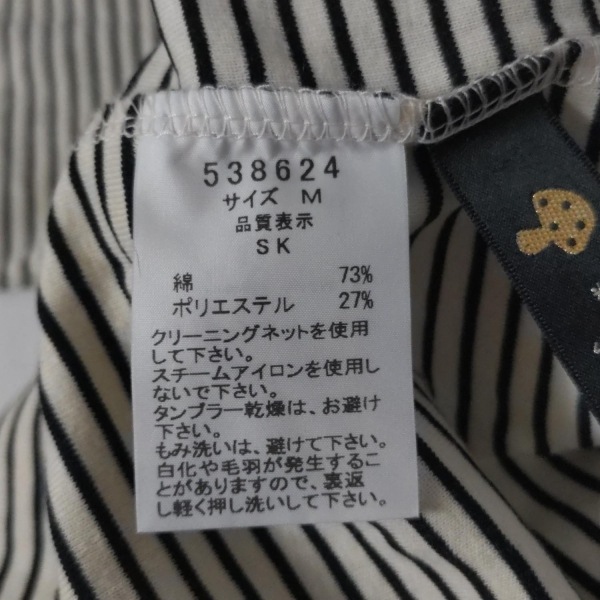 538624
サイズ M
品質表示
SK
綿 73%
ポリエステル 27%
クリーニングネットを使用
して下さい。
スチームアイロンを使用し
ないで下さい。
タンブラー乾燥は、お避け
下さい。
もみ洗いは、避けて下さい。
白化や毛羽が発生するこ
とがありますので、裏返
し軽く押し洗いして下さい。